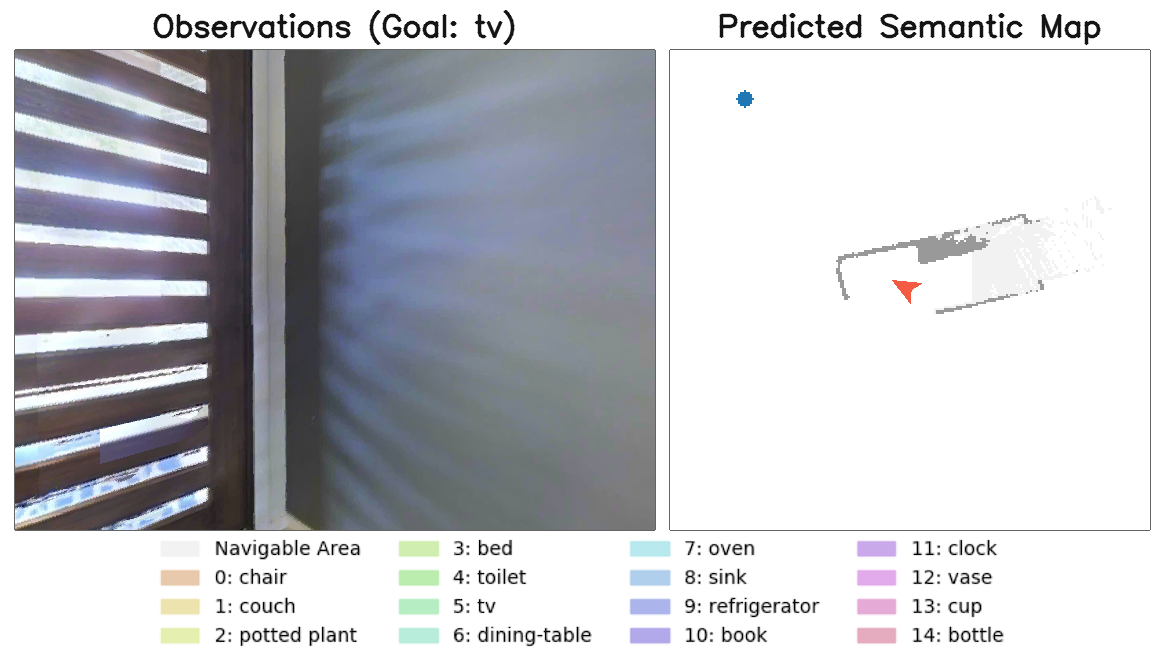 Observations (Goal: tv)
Predicted Semantic Map
Navigable Area
0: chair
1: couch
2: potted plant
3: bed
4: toilet
5: tv
6: dining-table
7: oven
8: sink
9: refrigerator
10: book
11: clock
12: vase
13: cup
14: bottle